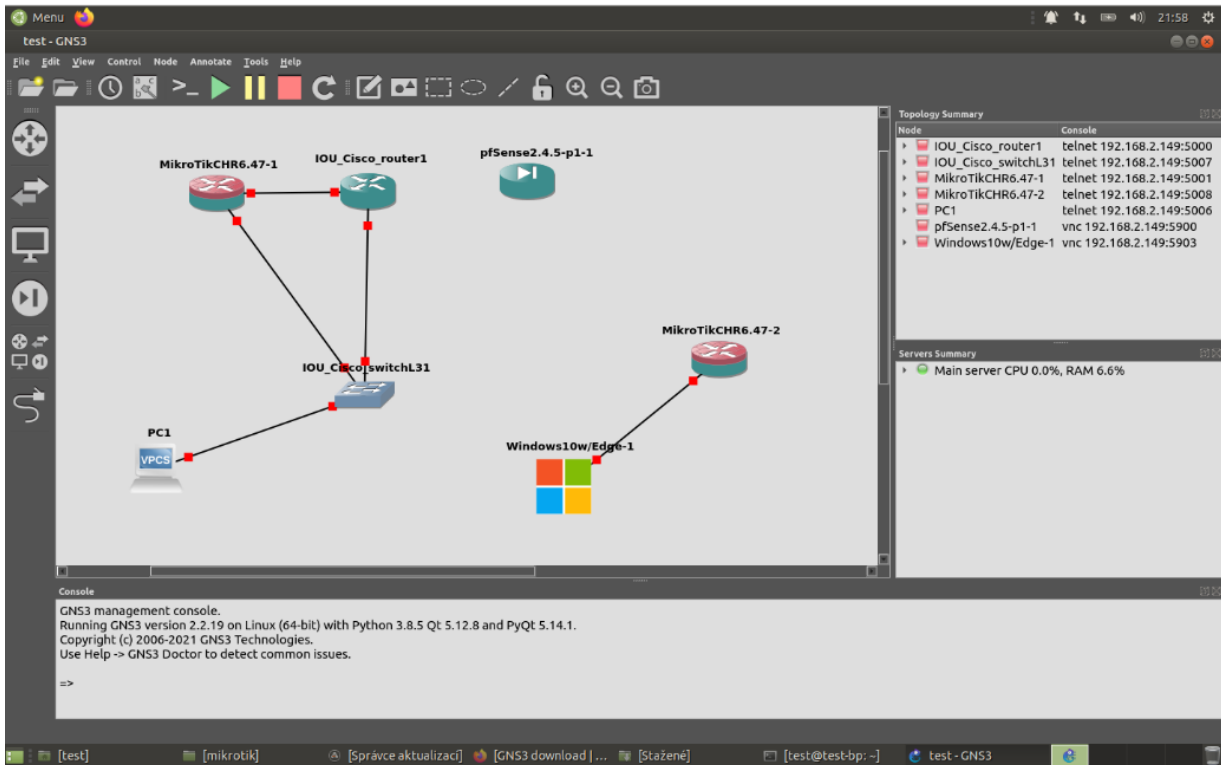 Menu
21:58
test - GNS3
File Edit View Control Node Annotate Tools Help
MikroTikCHR6.47-1
IOU_Cisco_router1
pfSense2.4.5-p1-1
MikroTikCHR6.47-2
IOU_Cisco_switchL31
PC1
VPCS
Windows10w/Edge-1
Topology Summary
Node Console
IOU_Cisco_router1 telnet 192.168.2.149:5000
IOU_Cisco_switchL31 telnet 192.168.2.149:5007
MikroTikCHR6.47-1 telnet 192.168.2.149:5001
MikroTikCHR6.47-2 telnet 192.168.2.149:5008
PC1 telnet 192.168.2.149:5006
pfSense2.4.5-p1-1 vnc 192.168.2.149:5900
Windows10w/Edge-1 vnc 192.168.2.149:5903
Servers Summary
Main server CPU 0.0%, RAM 6.6%
Console
GNS3 management console.
Running GNS3 version 2.2.19 on Linux (64-bit) with Python 3.8.5 Qt 5.12.8 and PyQt 5.14.1.
Copyright (c) 2006-2021 GNS3 Technologies.
Use Help -> GNS3 Doctor to detect common issues.
=>
[test] [mikrotik] [Správce aktualizací] [GNS3 download | ... [Stažené] [test@test-bp: ~] test - GNS3